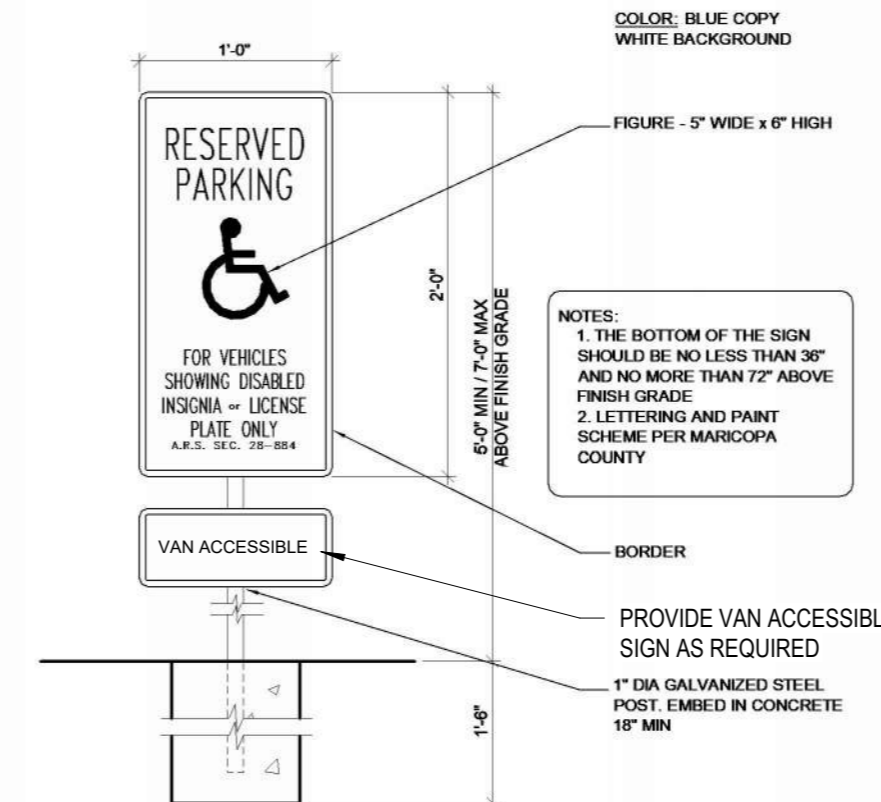 COLOR: BLUE COPY
WHITE BACKGROUND
1'-0"
FIGURE - 5" WIDE x 6" HIGH
RESERVED
PARKING
2'-0"
5'-0" MIN / 7'-0" MAX
ABOVE FINISH GRADE
NOTES:
1. THE BOTTOM OF THE SIGN
SHOULD BE NO LESS THAN 36"
AND NO MORE THAN 72" ABOVE
FINISH GRADE
2. LETTERING AND PAINT
SCHEME PER MARICOPA
COUNTY
FOR VEHICLES
SHOWING DISABLED
INSIGNIA or LICENSE
PLATE ONLY
A.R.S. SEC. 28-884
VAN ACCESSIBLE
BORDER
PROVIDE VAN ACCESSIBL
SIGN AS REQUIRED
1" DIA GALVANIZED STEEL
POST. EMBED IN CONCRETE
18" MIN
1'-6"